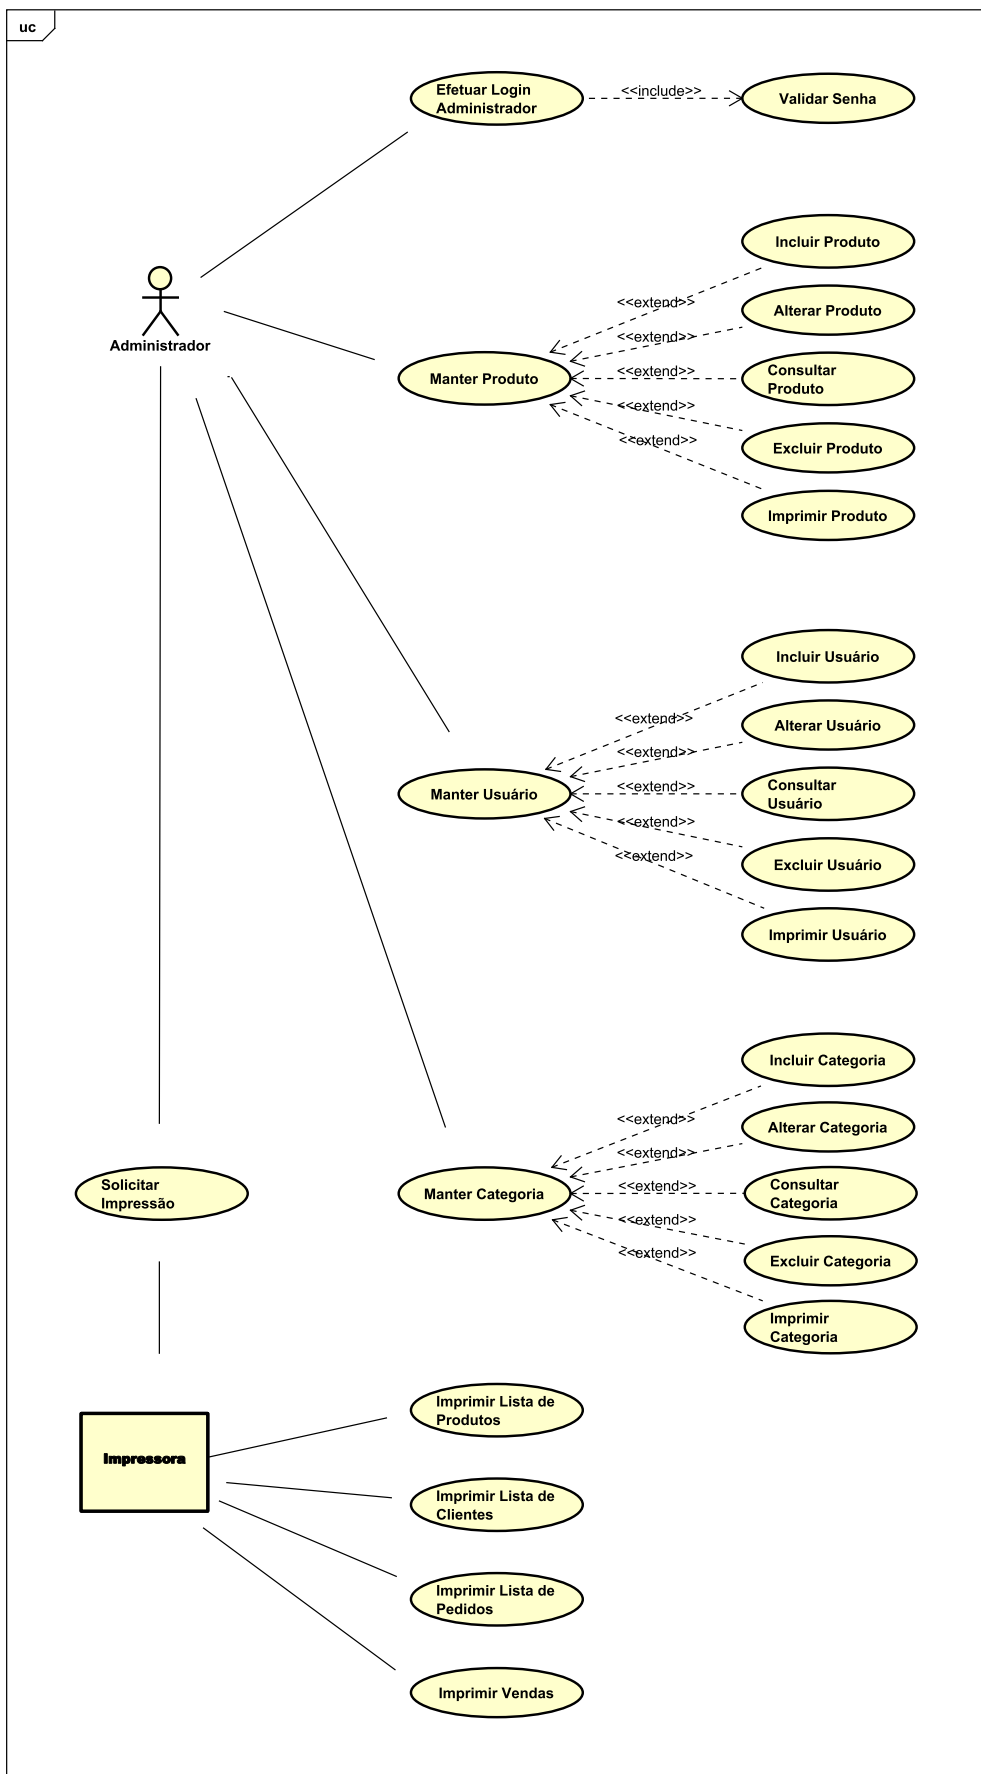 uc
Efetuar Login
Administrador
<<include>>
Validar Senha
Incluir Produto
<<extend>>
Alterar Produto
<<extend>>
Administrador
Manter Produto
<<extend>>
Consultar
Produto
<<extend>>
Excluir Produto
<<extend>>
Imprimir Produto
Incluir Usuário
<<extend>>
Alterar Usuário
<<extend>>
Manter Usuário
<<extend>>
Consultar
Usuário
<<extend>>
Excluir Usuário
<<extend>>
Imprimir Usuário
Incluir Categoria
<<extend>>
Alterar Categoria
<<extend>>
Solicitar
Impressão
Manter Categoria
<<extend>>
Consultar
Categoria
<<extend>>
Excluir Categoria
<<extend>>
Imprimir
Categoria
Imprimir Lista de
Produtos
Impressora
Imprimir Lista de
Clientes
Imprimir Lista de
Pedidos
Imprimir Vendas